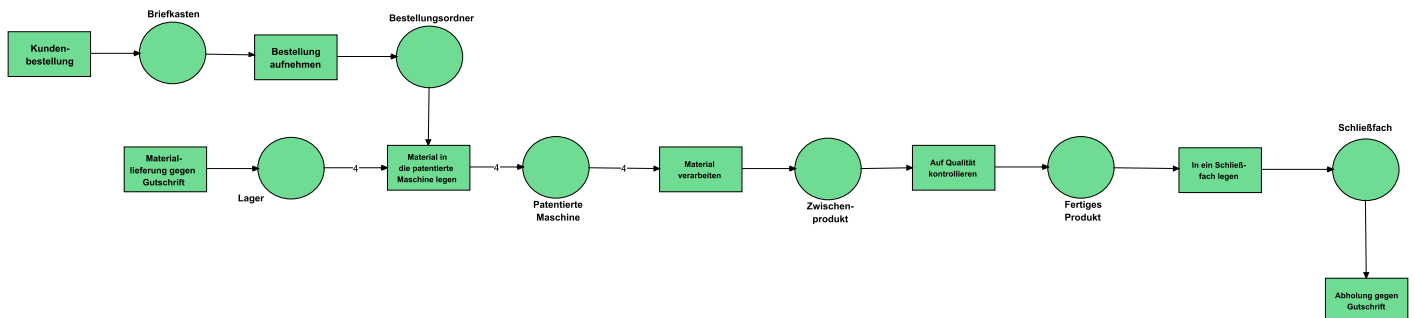 Briefkasten
Bestellungsordner
Kunden-
bestellung
Bestellung
aufnehmen
Material-
lieferung gegen
Gutschrift
Lager
4
Material in
die patentierte
Maschine legen
4
Patentierte
Maschine
4
Material
verarbeiten
Zwischen-
produkt
Auf Qualität
kontrollieren
Fertiges
Produkt
In ein Schließ-
fach legen
Schließfach
Abholung gegen
Gutschrift